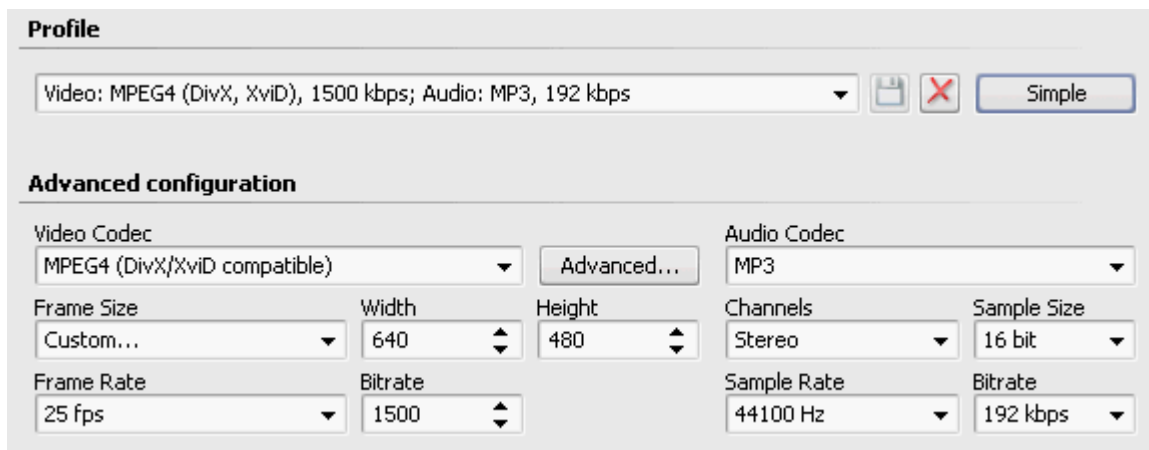 Profile
Video: MPEG4 (DivX, XviD), 1500 kbps; Audio: MP3, 192 kbps Simple
Advanced configuration
Video Codec Audio Codec
MPEG4 (DivX/XviD compatible) Advanced... MP3
Frame Size Width Height Channels Sample Size
Custom... 640 480 Stereo 16 bit
Frame Rate Bitrate Sample Rate Bitrate
25 fps 1500 44100 Hz 192 kbps